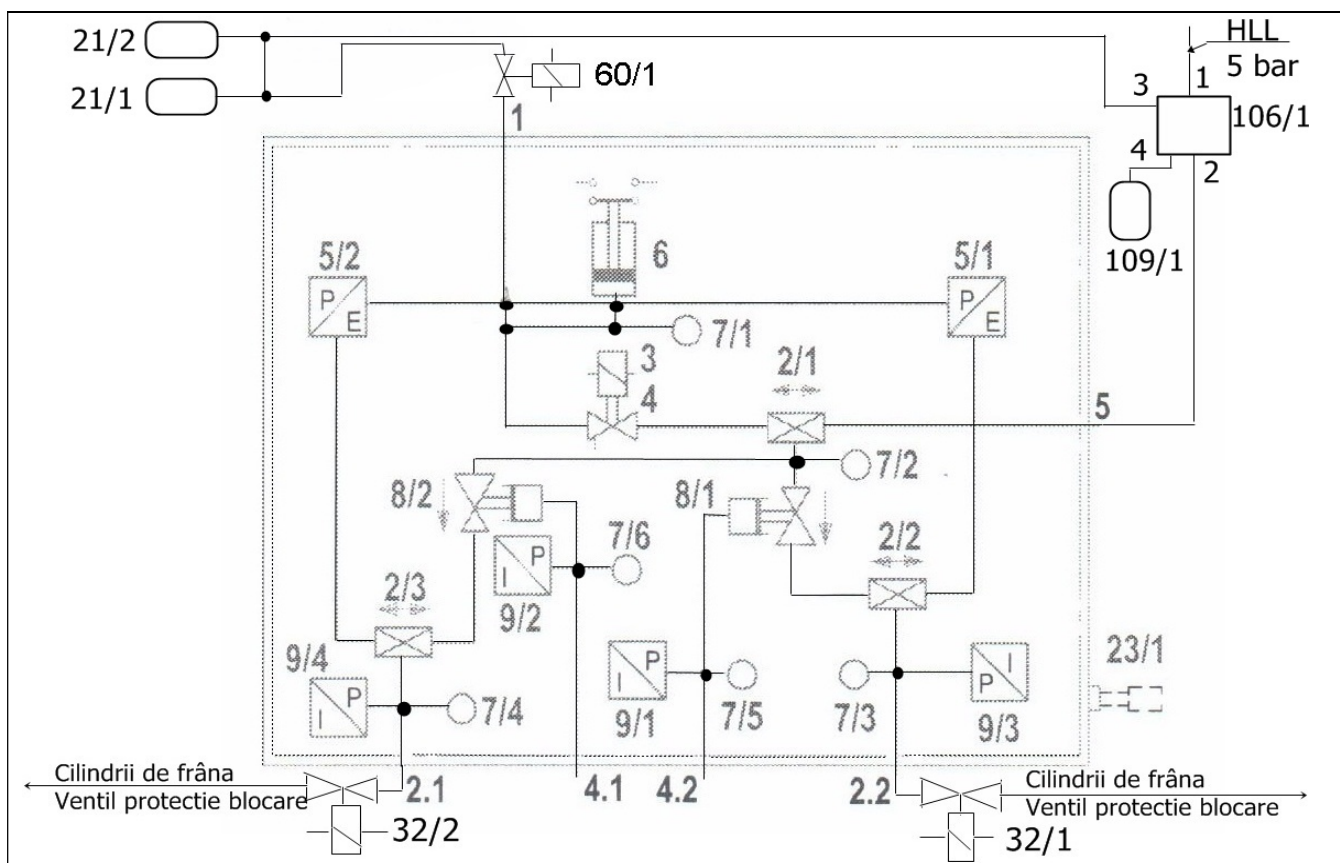 21/2
HLL
5 bar
60/1
21/1
3
1
106/1
1
4
2
109/1
5/2
6
5/1
P
E
P
E
7/1
3
2/1
4
5
7/2
8/2
8/1
7/6
2/2
P
I
2/3
9/2
9/4
23/1
P
I
P
I
I
P
7/4
9/1
7/5
7/3
9/3
Cilindrii de frâna
Ventil protectie blocare
2.1
4.1
4.2
2.2
Cilindrii de frâna
Ventil protectie blocare
32/2
32/1